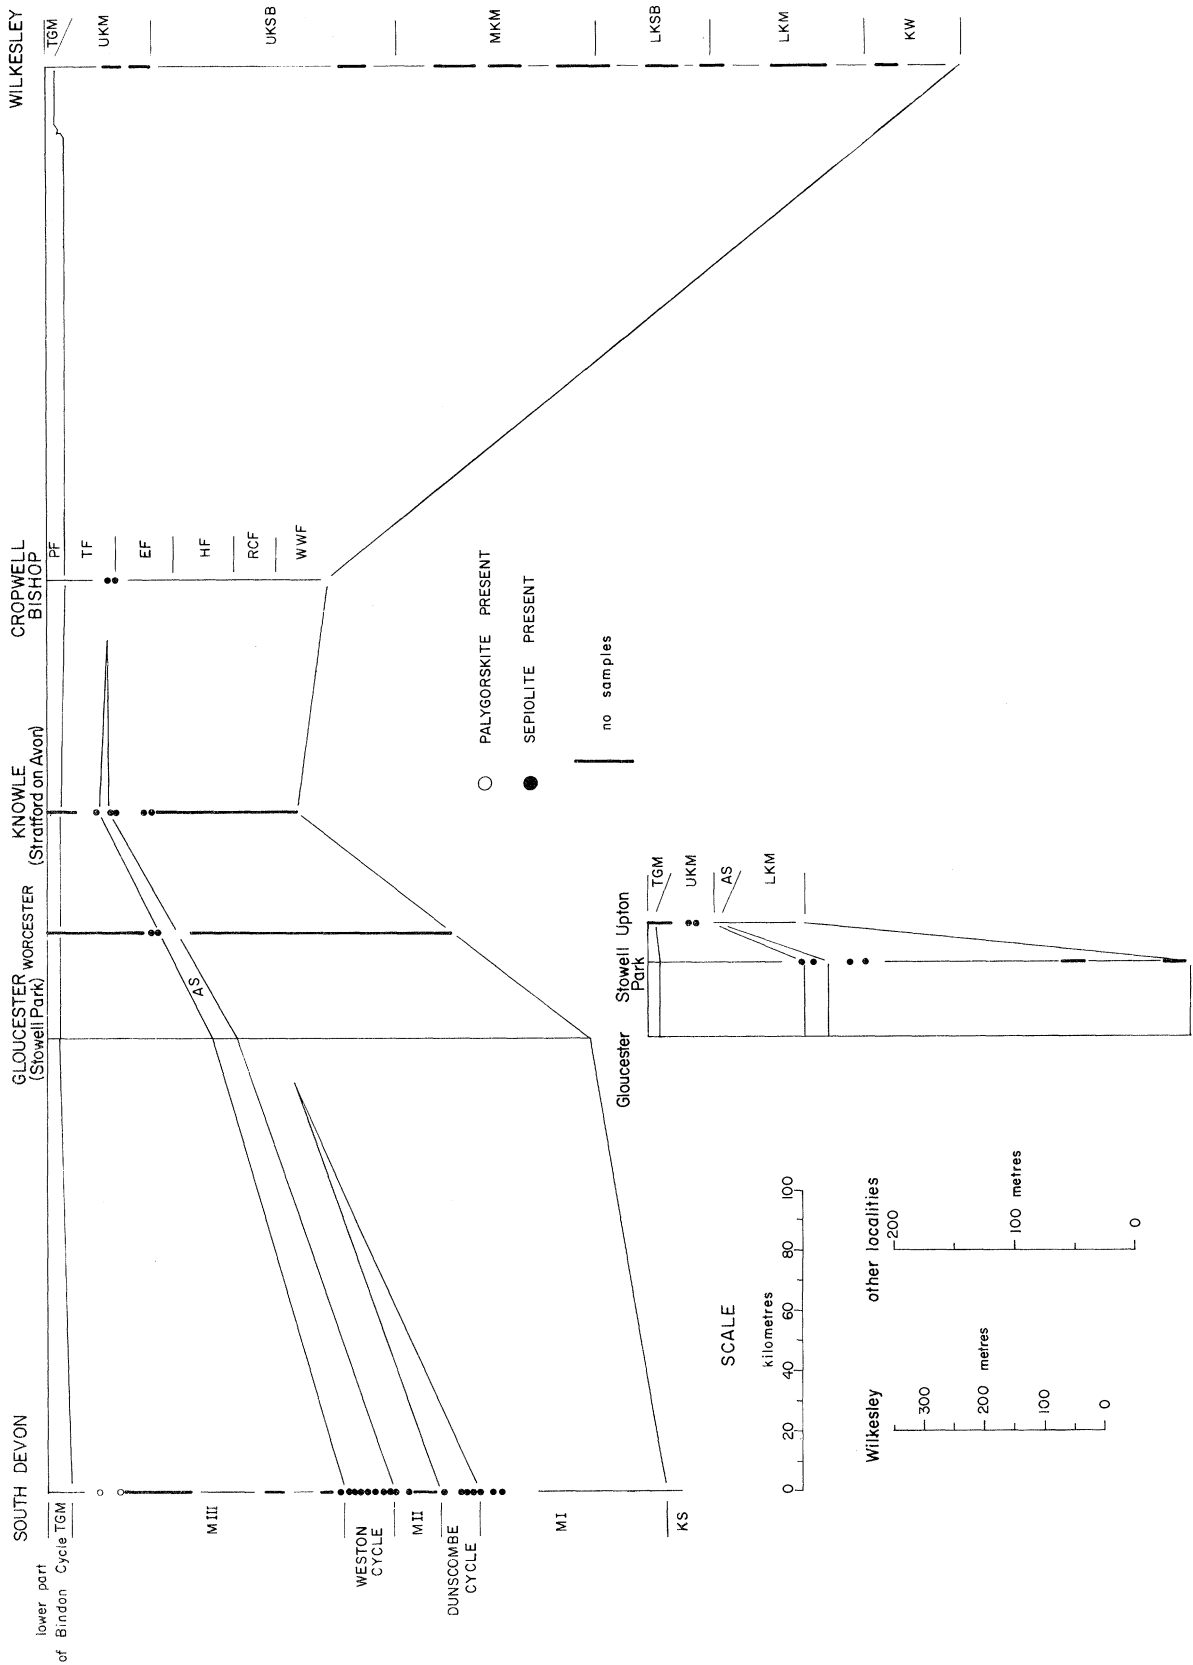 SOUTH DEVON
GLOUCESTER
(Stowell Park)
WORCESTER
KNOWLE
(Stratford on Avon)
CROPWELL
BISHOP
WILKESLEY
lower part
of Bindon Cycle
TGM
MIII
WESTON
CYCLE
MII
DUNSCOMBE
CYCLE
MI
KS
AS
PF
TF
EF
HF
RCF
WWF
TGM
UKM
UKSB
MKM
LKSB
LKM
KW
PALYGORSKITE PRESENT
SEPIOLITE PRESENT
no samples
Gloucester
Stowell
Park
Upton
TGM
UKM
AS
LKM
SCALE
kilometres
0 20 40 60 80 100
Wilkesley
300
200 metres
100
0
other localities
200
100 metres
0